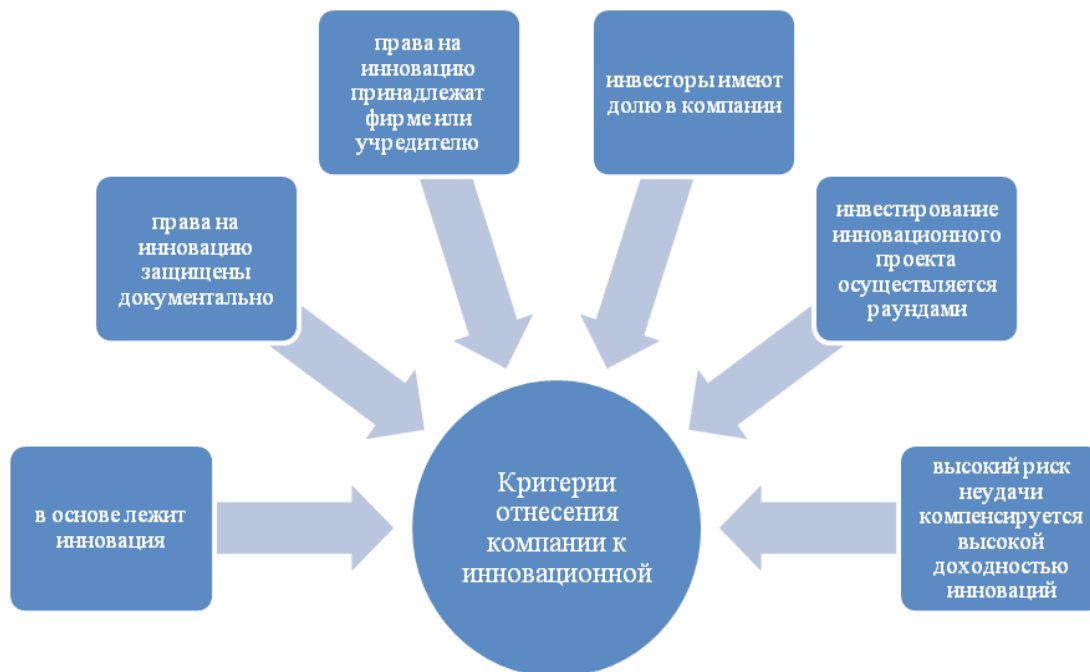 права на
инновацию
принадлежат
фирме или
учредителю
инвесторы имеют
долю в компании
права на
инновацию
защищены
документально
инвестирование
инновационного
проекта
осуществляется
раундами
в основе лежит
инновация
Критерии
отнесения
компании к
инновационной
высокий риск
неудачи
компенсируется
высокой
доходностью
инноваций